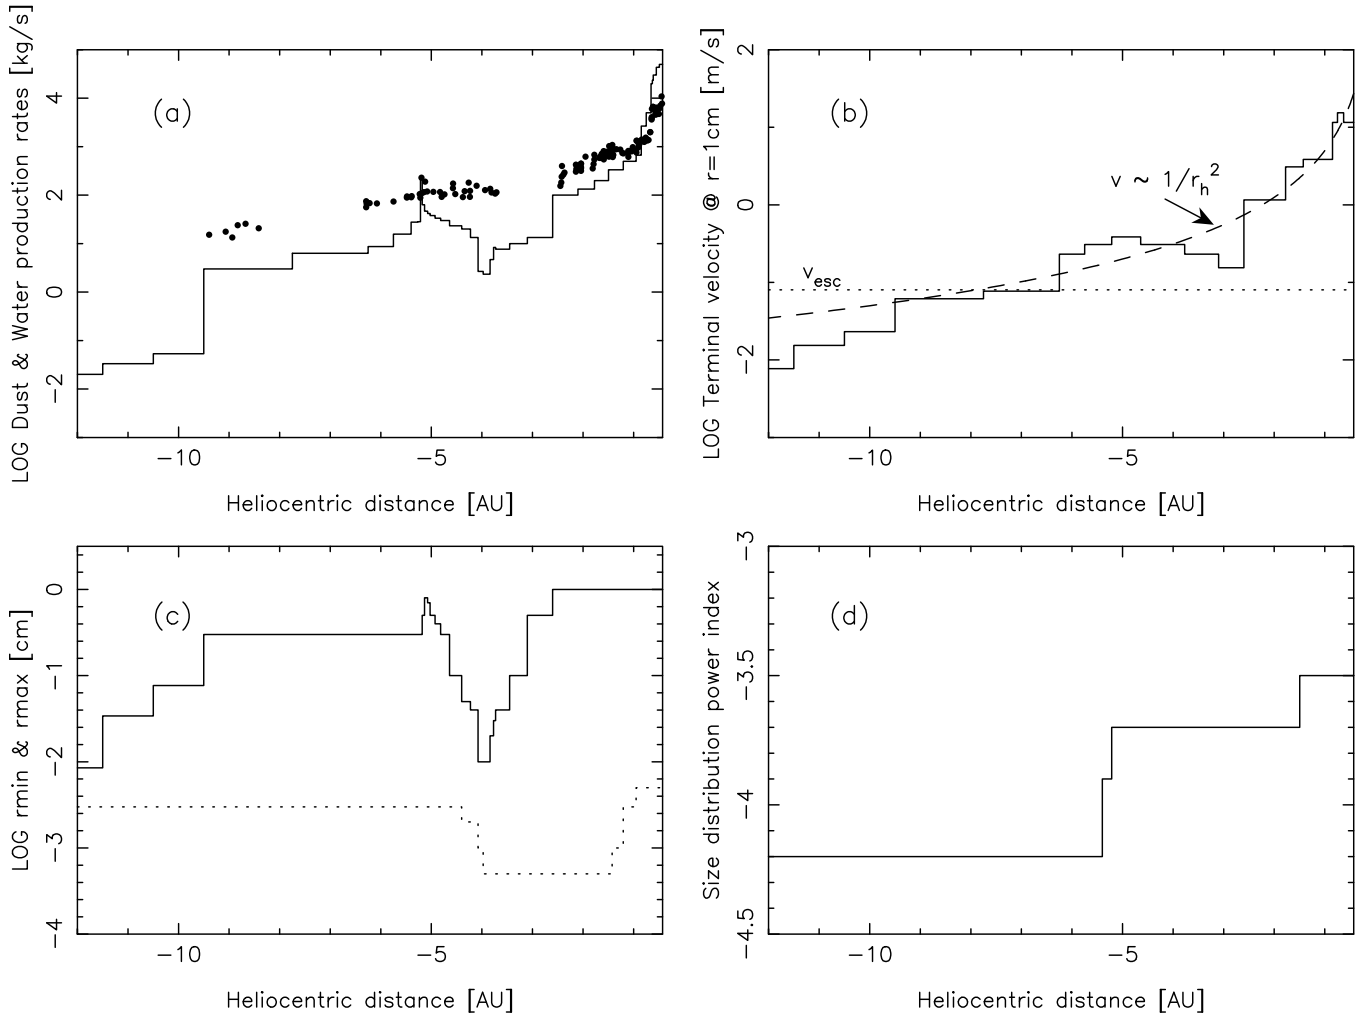 LOG Dust & Water production rates [kg/s]
4
2
0
−2
(a)
−10
−5
Heliocentric distance [AU]
LOG Terminal velocity @ r=1cm [m/s]
2
0
−2
(b)
v ~ 1/r_h^2
v_esc
−10
−5
Heliocentric distance [AU]
LOG rmin & rmax [cm]
0
−1
−2
−3
−4
(c)
−10
−5
Heliocentric distance [AU]
Size distribution power index
−3
−3.5
−4
−4.5
(d)
−10
−5
Heliocentric distance [AU]